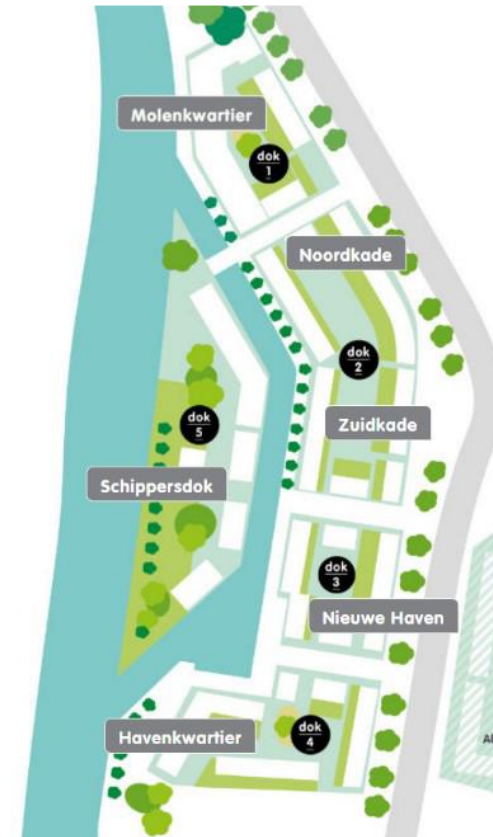 Molenkwartier
dok
1
Noordkade
dok
2
Zuidkade
dok
5
Schippersdok
dok
3
Nieuwe Haven
Havenkwartier
dok
4